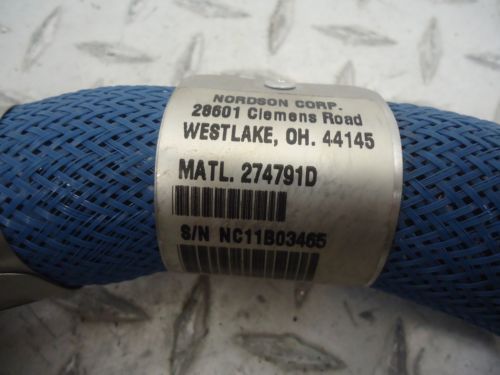 NORDSON CORP.
28601 Clemens Road
WESTLAKE, OH. 44145
MATL. 274791D
S/N NC11B03465